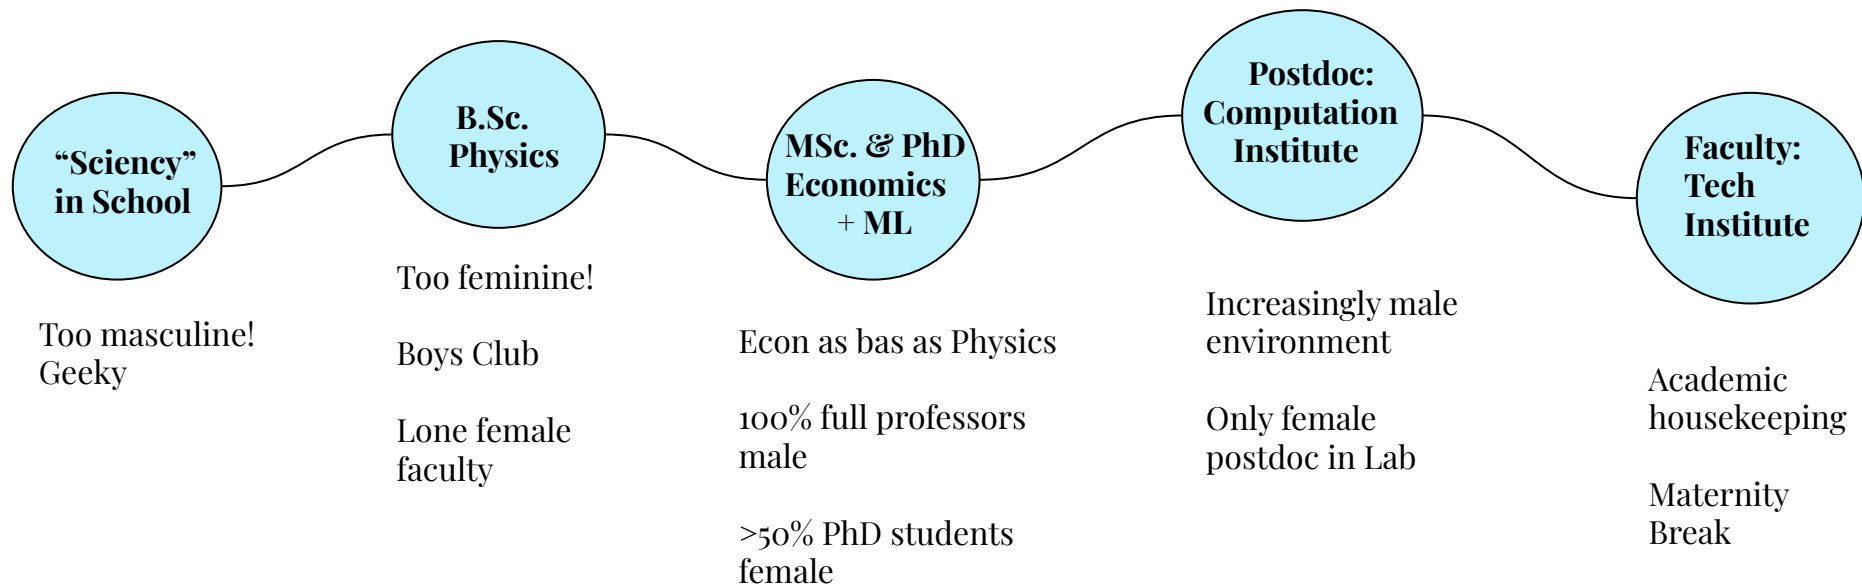 “Sciency”
in School
Too masculine!
Geeky
B.Sc.
Physics
Too feminine!
Boys Club
Lone female
faculty
MSc. & PhD
Economics
+ ML
Econ as bas as Physics
100% full professors
male
>50% PhD students
female
Postdoc:
Computation
Institute
Increasingly male
environment
Only female
postdoc in Lab
Faculty:
Tech
Institute
Academic
housekeeping
Maternity
Break